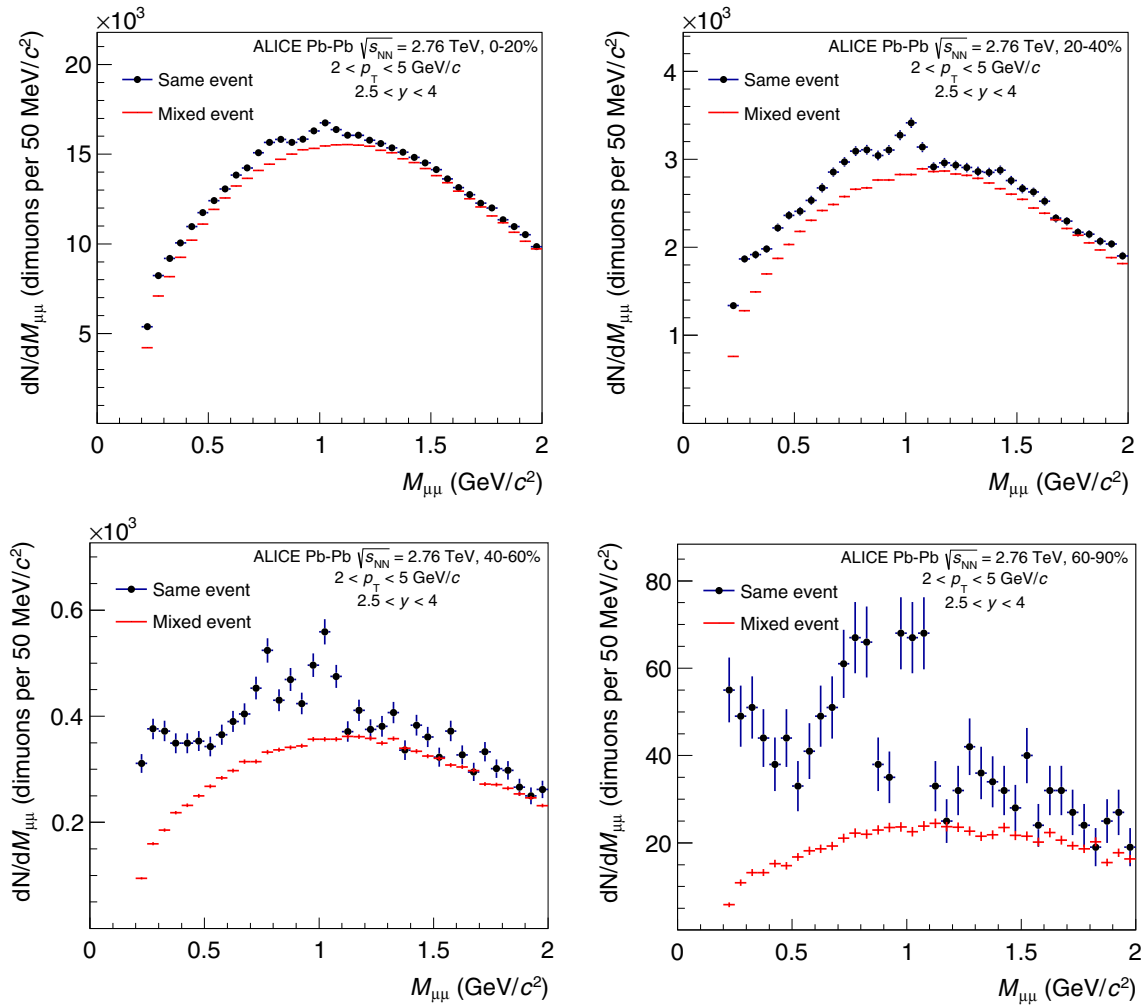 ×10³
dN/dMμμ (dimuons per 50 MeV/c²)
20
15
10
5
ALICE Pb-Pb √sNN = 2.76 TeV, 0-20%
2 < pT < 5 GeV/c
2.5 < y < 4
Same event
Mixed event
0 0.5 1 1.5 2
Mμμ (GeV/c²)
×10³
dN/dMμμ (dimuons per 50 MeV/c²)
4
3
2
1
ALICE Pb-Pb √sNN = 2.76 TeV, 20-40%
2 < pT < 5 GeV/c
2.5 < y < 4
Same event
Mixed event
0 0.5 1 1.5 2
Mμμ (GeV/c²)
×10³
dN/dMμμ (dimuons per 50 MeV/c²)
0.6
0.4
0.2
ALICE Pb-Pb √sNN = 2.76 TeV, 40-60%
2 < pT < 5 GeV/c
2.5 < y < 4
Same event
Mixed event
0 0.5 1 1.5 2
Mμμ (GeV/c²)
dN/dMμμ (dimuons per 50 MeV/c²)
80
60
40
20
ALICE Pb-Pb √sNN = 2.76 TeV, 60-90%
2 < pT < 5 GeV/c
2.5 < y < 4
Same event
Mixed event
0 0.5 1 1.5 2
Mμμ (GeV/c²)